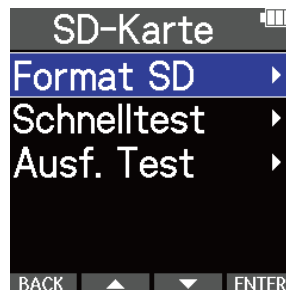 SD-Karte
Format SD
Schnelltest
Ausf. Test
BACK ENTER